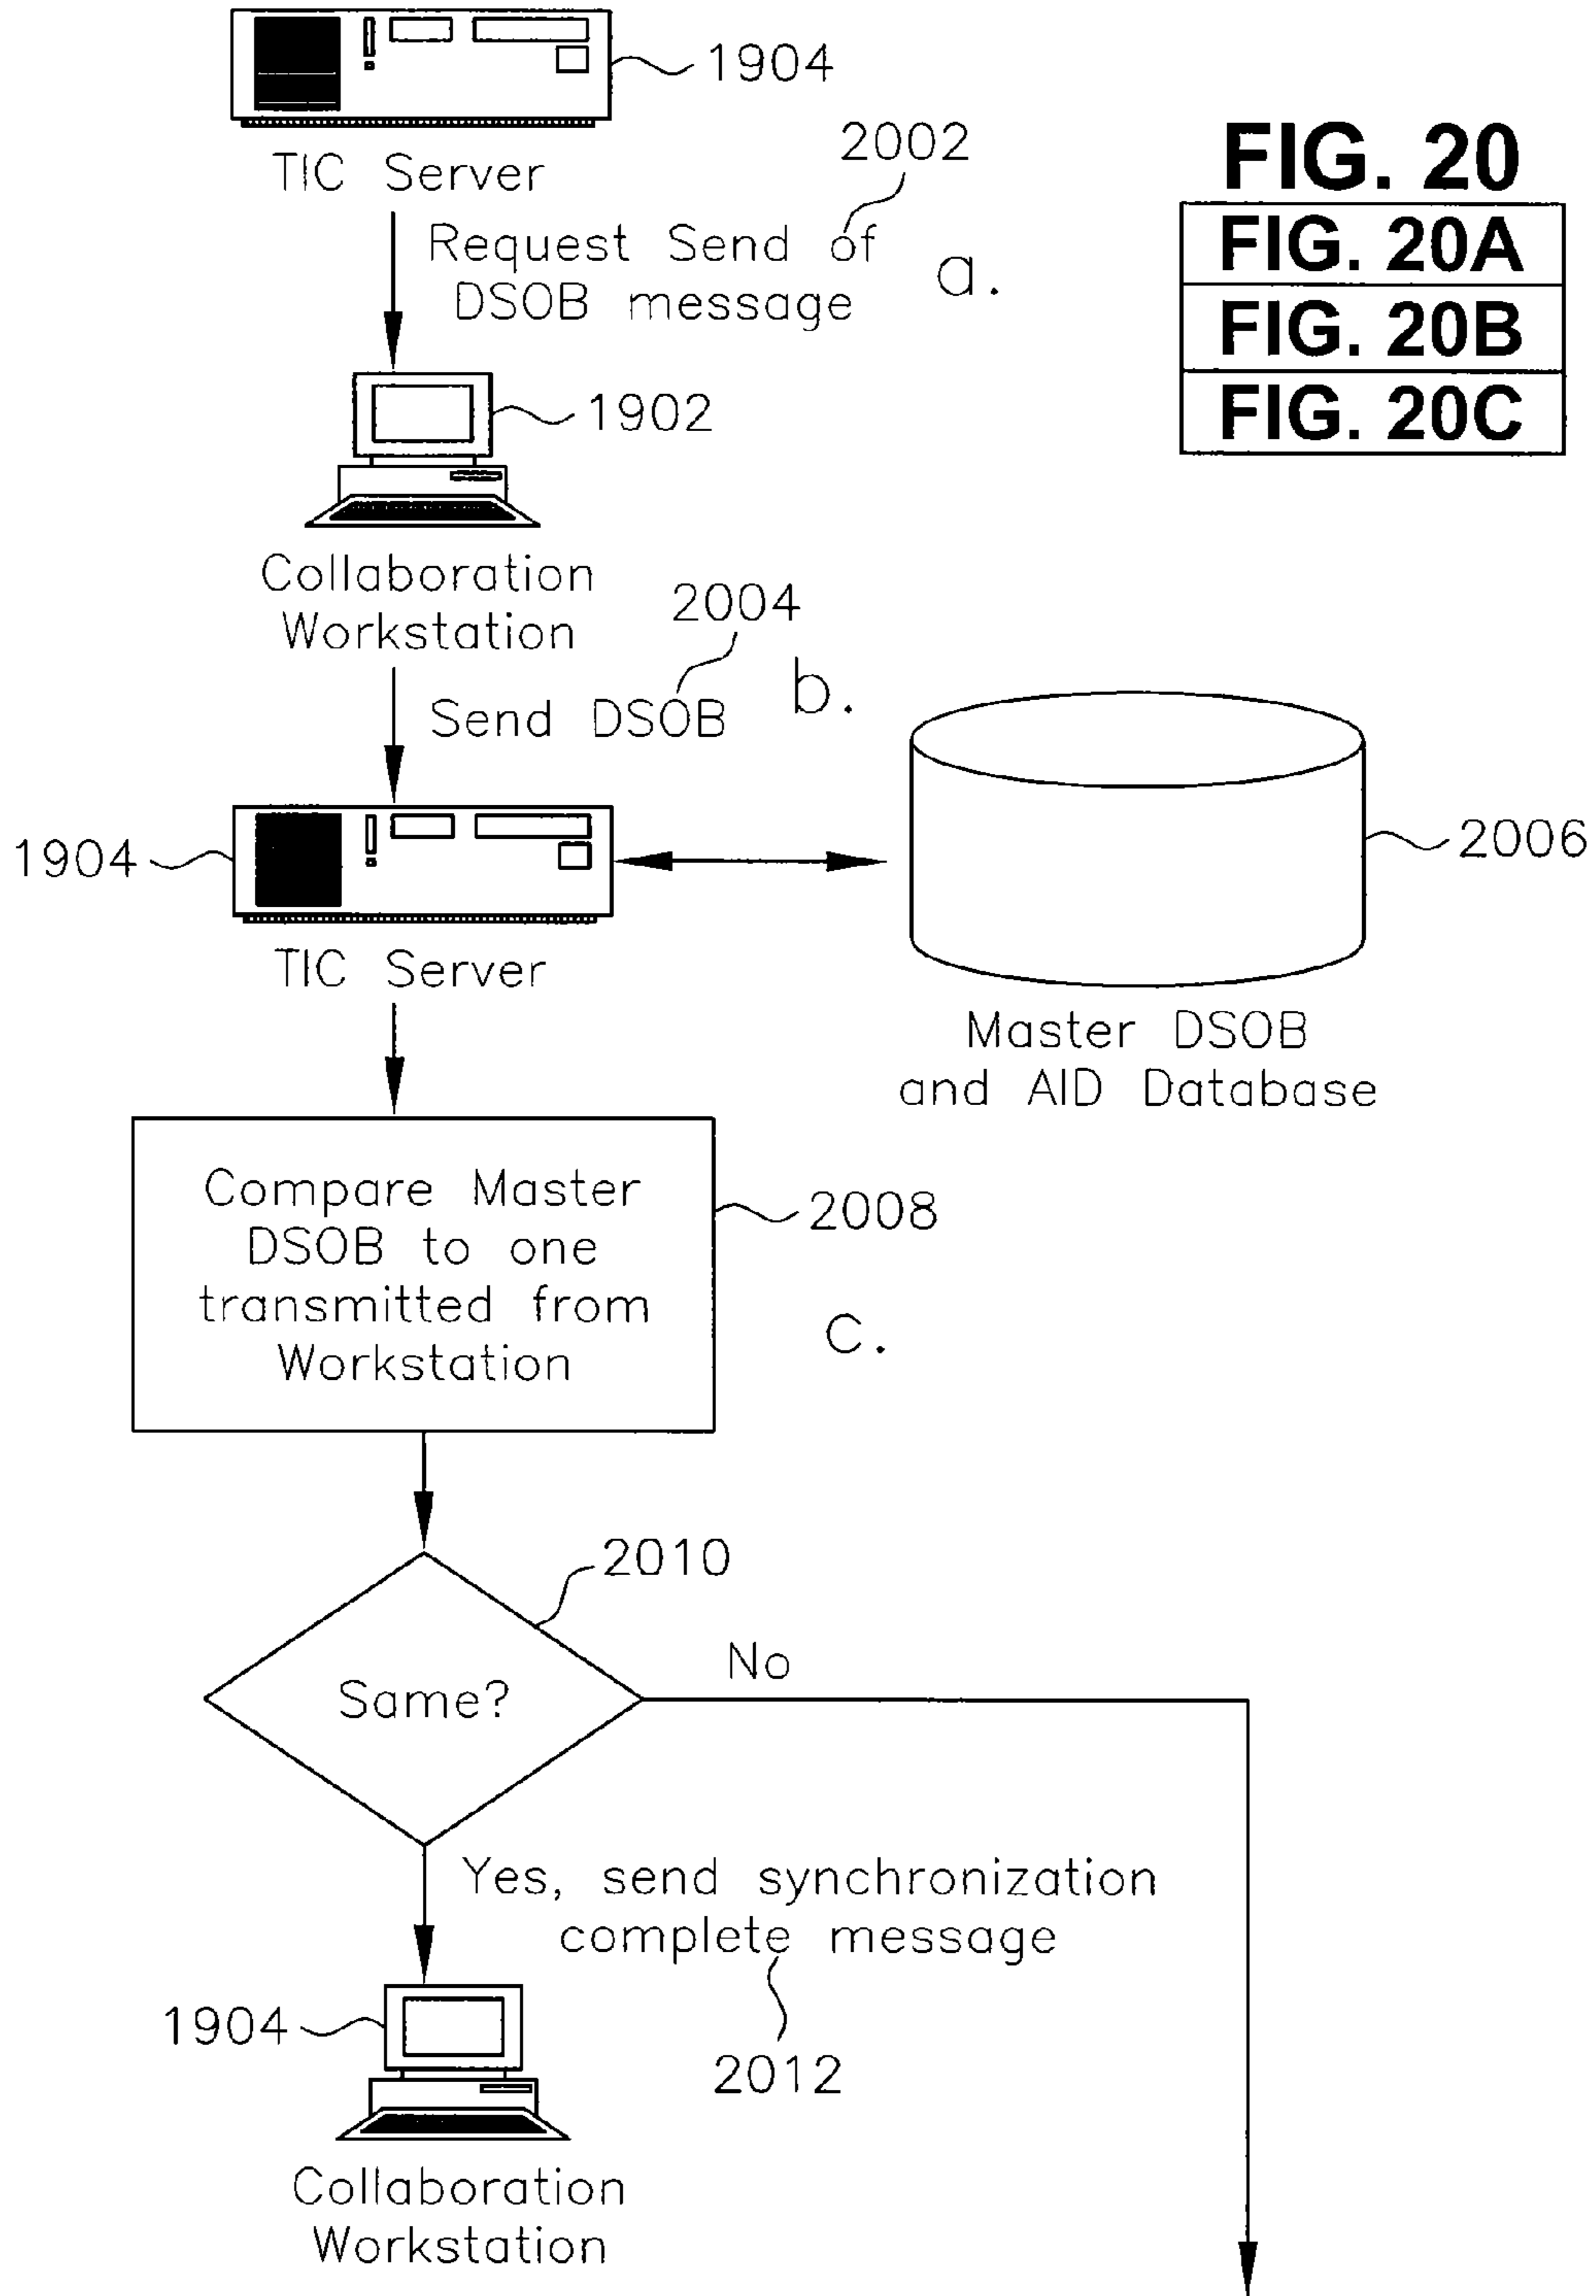 1904
TIC Server
2002
Request Send of
DSOB message
a.
FIG. 20
FIG. 20A
FIG. 20B
FIG. 20C
1902
Collaboration
Workstation
2004
Send DSOB
b.
1904
TIC Server
2006
Master DSOB
and AID Database
Compare Master
DSOB to one
transmitted from
Workstation
2008
c.
2010
Same?
No
Yes, send synchronization
complete message
1904
2012
Collaboration
Workstation